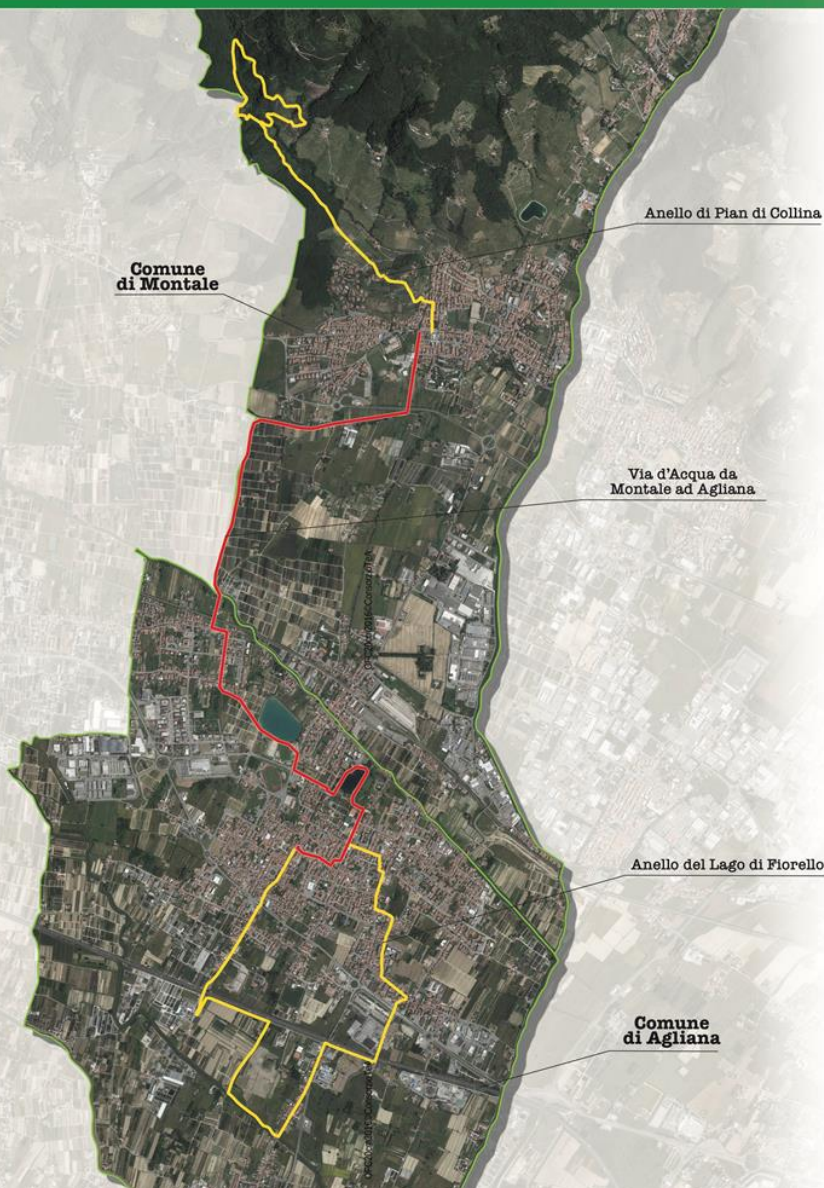 Anello di Pian di Collina
Comune
di Montale
Via d'Acqua da
Montale ad Agliana
Anello del Lago di Fiorello
Comune
di Agliana